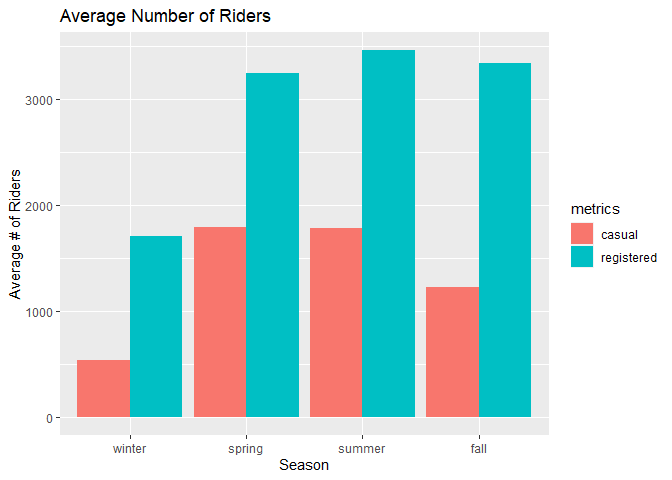 Average Number of Riders
Average # of Riders
3000
2000
1000
0
winter spring summer fall
Season
metrics
casual
registered